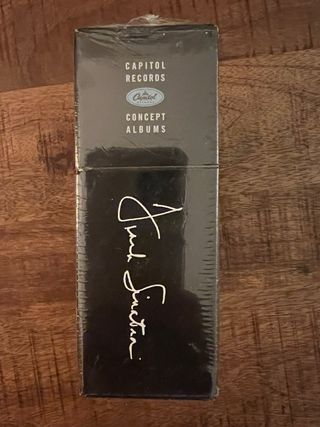 CAPITOL
RECORDS
Capitol
CONCEPT
ALBUMS
Frank Sinatra